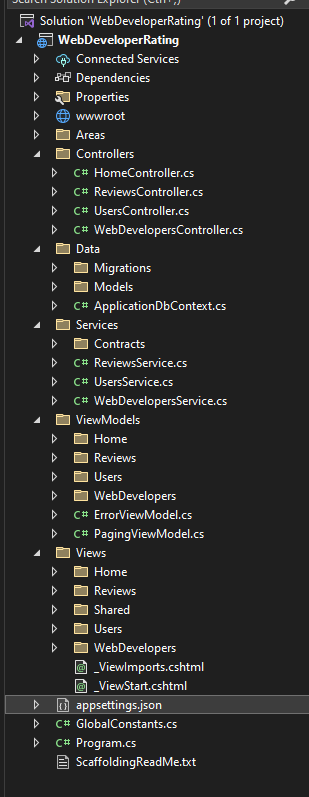 Search Solution Explorer (Ctrl+;)
Solution 'WebDeveloperRating' (1 of 1 project)
WebDeveloperRating
Connected Services
Dependencies
Properties
wwwroot
Areas
Controllers
C# HomeController.cs
C# ReviewsController.cs
C# UsersController.cs
C# WebDevelopersController.cs
Data
Migrations
Models
C# ApplicationDbContext.cs
Services
Contracts
C# ReviewsService.cs
C# UsersService.cs
C# WebDevelopersService.cs
ViewModels
Home
Reviews
Users
WebDevelopers
C# ErrorViewModel.cs
C# PagingViewModel.cs
Views
Home
Reviews
Shared
Users
WebDevelopers
_ViewImports.cshtml
_ViewStart.cshtml
appsettings.json
C# GlobalConstants.cs
C# Program.cs
ScaffoldingReadMe.txt